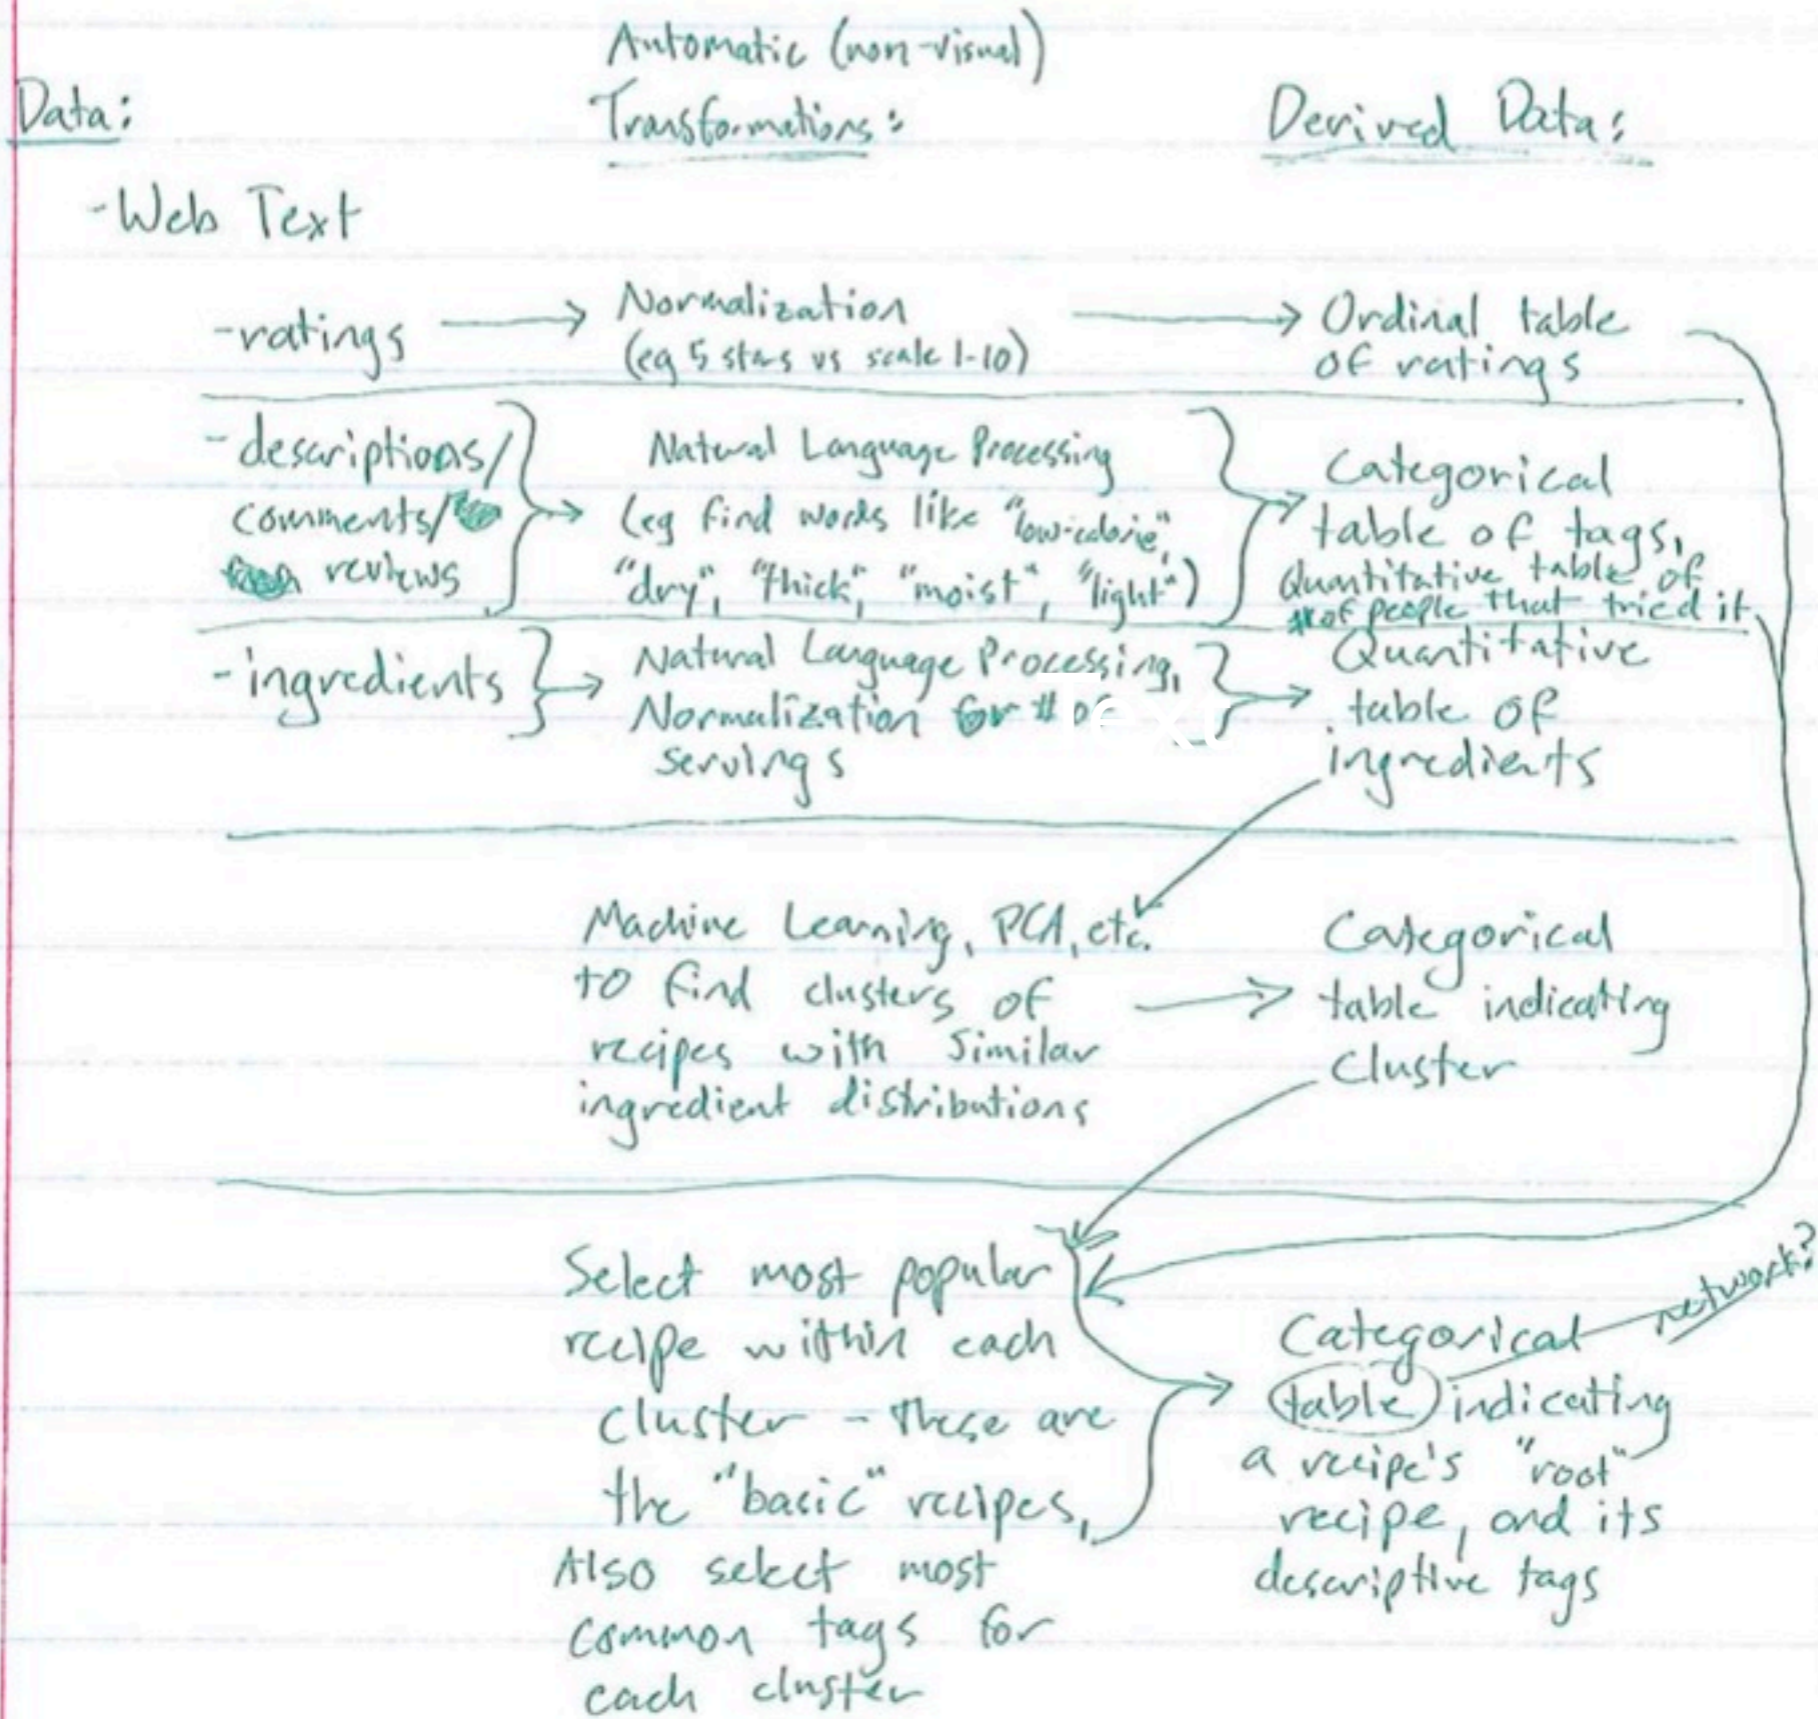 Automatic (non-visual)
Data:
Transformations:
Derived Data:
-Web Text
-ratings
Normalization
(eg 5 stars vs scale 1-10)
Ordinal table
of ratings
-descriptions/
comments/
reviews
Natural Language Processing
(eg find words like "low-calorie",
"dry", "thick", "moist", "light")
Categorical
table of tags,
Quantitative table of
# of people that tried it
-ingredients
Natural Language Processing,
Normalization for # of
servings
Text
Quantitative
table of
ingredients
Machine Learning, PCA, etc.
to find clusters of
recipes with similar
ingredient distributions
Categorical
table indicating
cluster
Select most popular
recipe within each
cluster - these are
the "basic" recipes,
Also select most
common tags for
each cluster
network?
Categorical
table indicating
a recipe's "root"
recipe, and its
descriptive tags